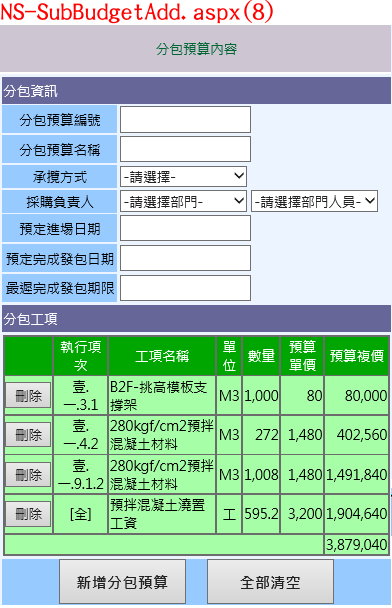 NS-SubBudgetAdd.aspx(8)
分包預算內容
分包資訊
分包預算編號
分包預算名稱
承攬方式 -請選擇-
採購負責人 -請選擇部門- -請選擇部門人員-
預定進場日期
預定完成發包日期
最遲完成發包期限
分包工項
執行項次 工項名稱 單位 數量 預算單價 預算複價
刪除 壹.一.3.1 B2F-挑高模板支撐架 M3 1,000 80 80,000
刪除 壹.一.4.2 280kgf/cm2預拌混凝土材料 M3 272 1,480 402,560
刪除 壹.一.9.1.2 280kgf/cm2預拌混凝土材料 M3 1,008 1,480 1,491,840
刪除 [全] 預拌混凝土澆置工資 工 595.2 3,200 1,904,640
3,879,040
新增分包預算 全部清空